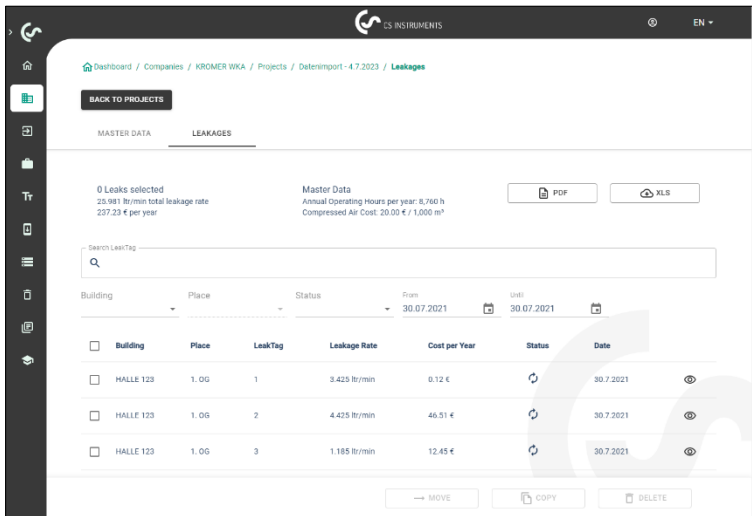 CS INSTRUMENTS
EN
Dashboard / Companies / KROMER WKA / Projects / Datenimport - 4.7.2023 / Leakages
BACK TO PROJECTS
MASTER DATA LEAKAGES
0 Leaks selected
25.981 ltr/min total leakage rate
237.23 € per year
Master Data
Annual Operating Hours per year: 8,760 h
Compressed Air Cost: 20.00 € / 1,000 m³
PDF XLS
Search LeakTag
Building Place Status From 30.07.2021 Until 30.07.2021
Building Place LeakTag Leakage Rate Cost per Year Status Date
HALLE 123 1. OG 1 3.425 ltr/min 0.12 € 30.7.2021
HALLE 123 1. OG 2 4.425 ltr/min 46.51 € 30.7.2021
HALLE 123 1. OG 3 1.185 ltr/min 12.45 € 30.7.2021
MOVE COPY DELETE